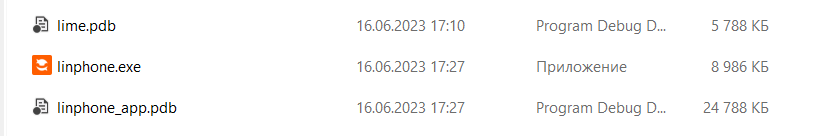 lime.pdb 16.06.2023 17:10 Program Debug D... 5 788 КБ
linphone.exe 16.06.2023 17:27 Приложение 8 986 КБ
linphone_app.pdb 16.06.2023 17:27 Program Debug D... 24 788 КБ